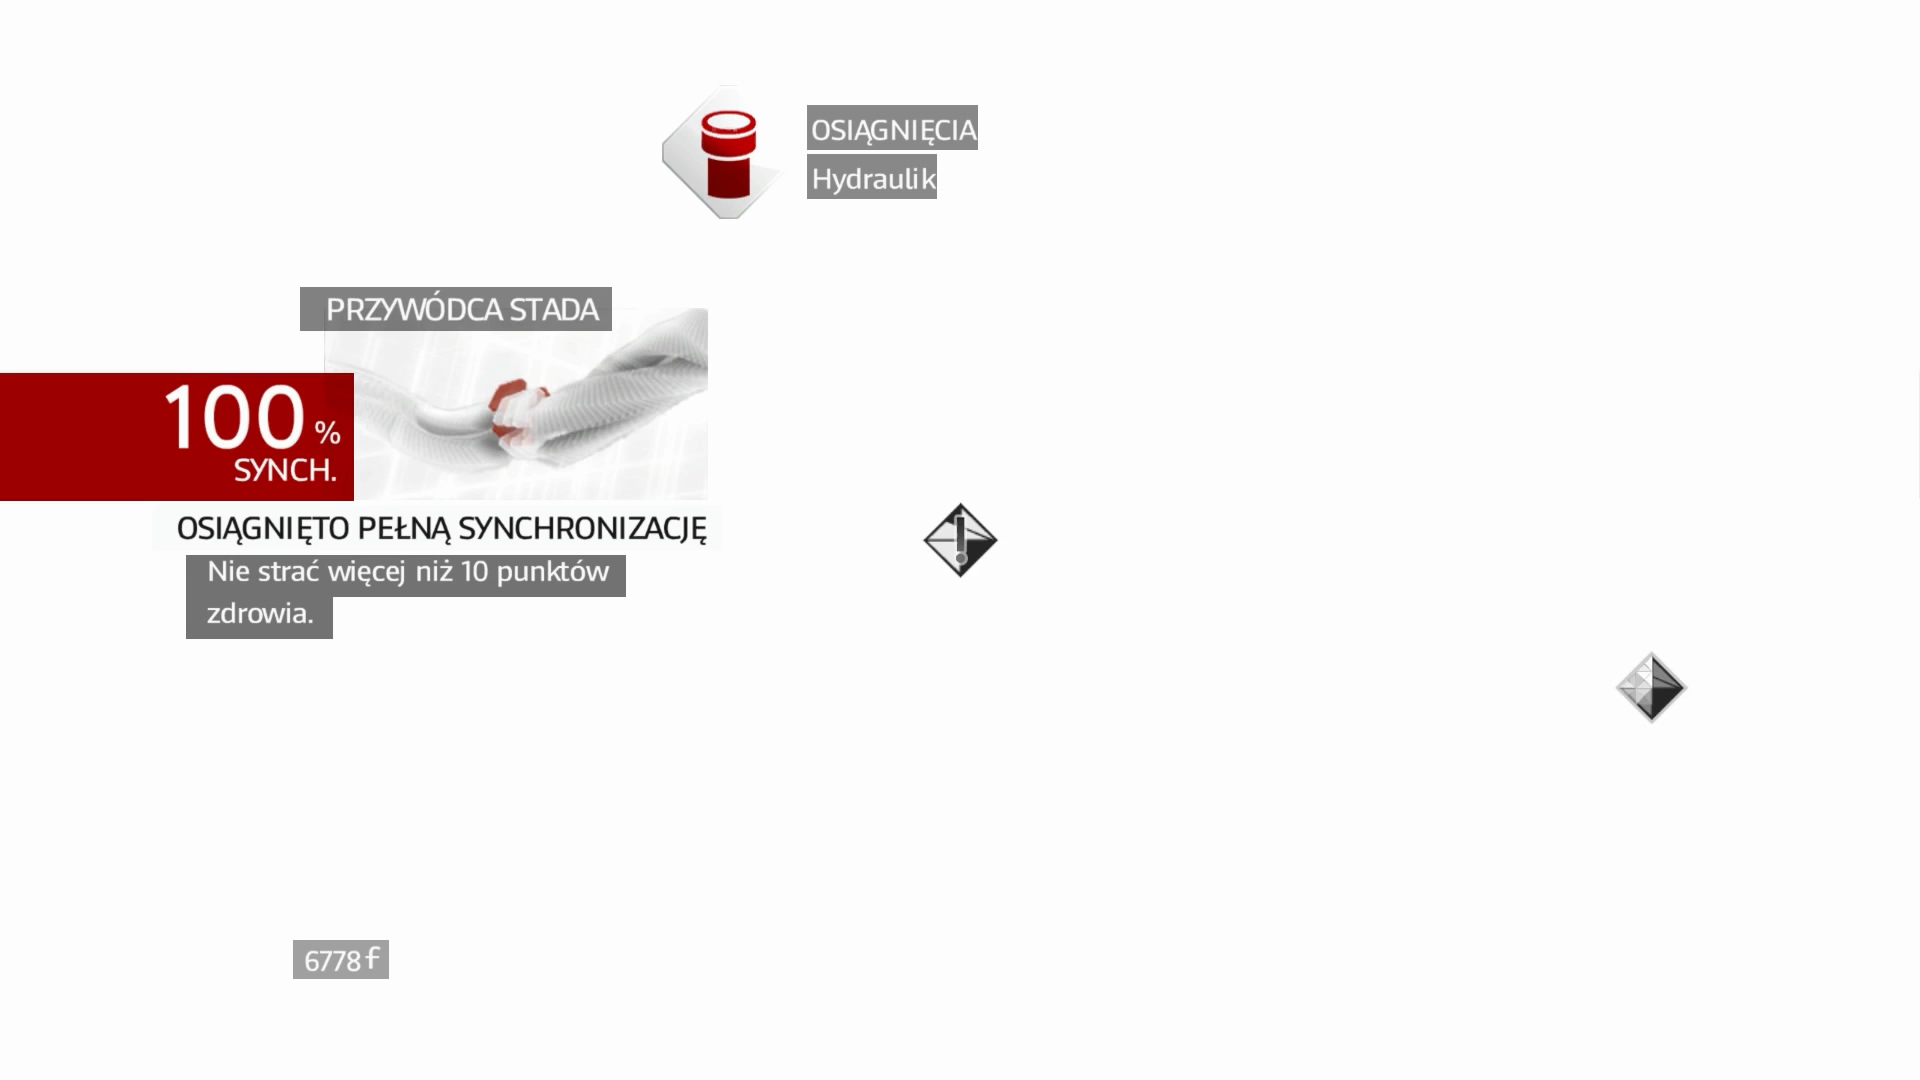 OSIĄGNIĘCIA
Hydraulik
PRZYWÓDCA STADA
100 %
SYNCH.
OSIĄGNIĘTO PEŁNĄ SYNCHRONIZACJĘ
Nie strać więcej niż 10 punktów
zdrowia.
6778 f